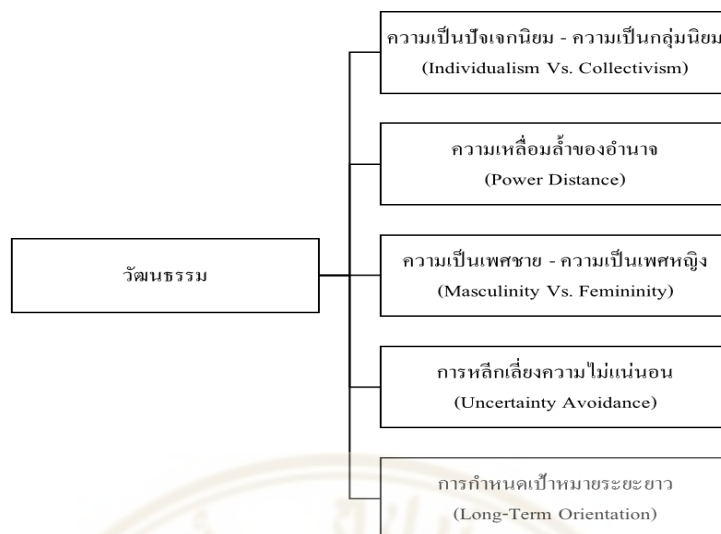 ความเป็นปัจเจกนิยม - ความเป็นกลุ่มนิยม
(Individualism Vs. Collectivism)
ความเหลื่อมล้ำของอำนาจ
(Power Distance)
วัฒนธรรม
ความเป็นเพศชาย - ความเป็นเพศหญิง
(Masculinity Vs. Femininity)
การหลีกเลี่ยงความไม่แน่นอน
(Uncertainty Avoidance)
การกำหนดเป้าหมายระยะยาว
(Long-Term Orientation)